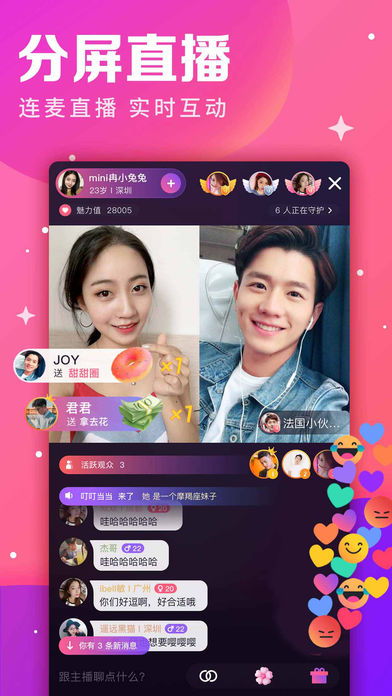 分屏直播
连麦直播 实时互动
mini冉小兔兔
23岁 I 深圳
魅力值 28005
6 人正在守护 >
JOY
送 甜甜圈
×1
君君
送 拿去花
×1
法国小伙...
活跃观众 3
叮叮当当 来了 她 是一个摩羯座妹子
20
哇哈哈哈哈哈
杰哥 22
哇哈哈哈哈哈
ibeii敏 I 广州 20
你们好逗啊，好合适哦
遥远黑猫 I 深圳 22
想要嘤嘤嘤
你有 3 条新消息
跟主播聊点什么？